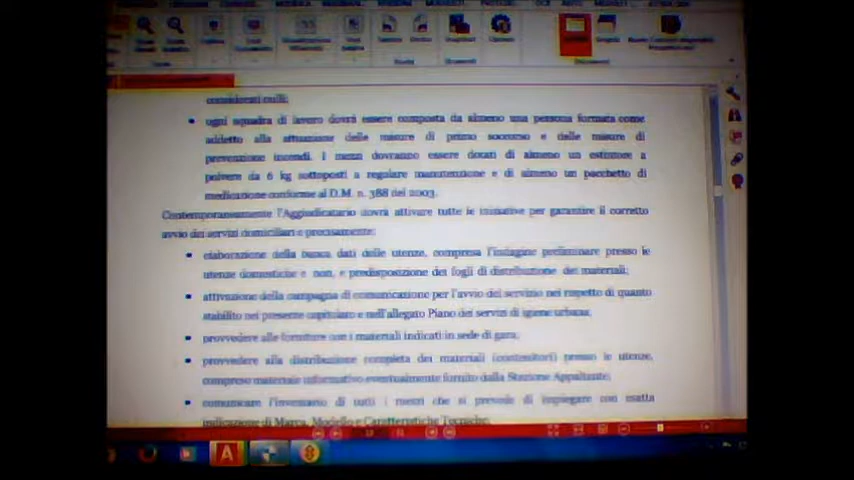 considerati nulli;
• ogni squadra di lavoro dovrà essere composta da almeno una persona formata come
addetto alla attuazione delle misure di primo soccorso e delle misure di
prevenzione incendi. I mezzi dovranno essere dotati di almeno un estintore a
polvere da 6 kg sottoposti a regolare manutenzione e di almeno un pacchetto di
medicazione conforme al D.M. n. 388 del 2003.
Contemporaneamente l'Aggiudicatario dovrà attivare tutte le iniziative per garantire il corretto
avvio dei servizi domiciliari e precisamente:
• elaborazione della banca dati delle utenze, compresa l'indagine preliminare presso le
utenze domestiche e non, e predisposizione dei fogli di distribuzione dei materiali;
• attivazione della campagna di comunicazione per l'avvio del servizio nel rispetto di quanto
stabilito nel presente capitolato e nell'allegato Piano dei servizi di igiene urbana;
• provvedere alle forniture con i materiali indicati in sede di gara;
• provvedere alla distribuzione completa dei materiali (contenitori) presso le utenze,
compreso materiale informativo eventualmente fornito dalla Stazione Appaltante;
• comunicare l'inventario di tutti i mezzi che si prevede di impiegare con esatta
indicazione di Marca, Modello e Caratteristiche Tecniche;